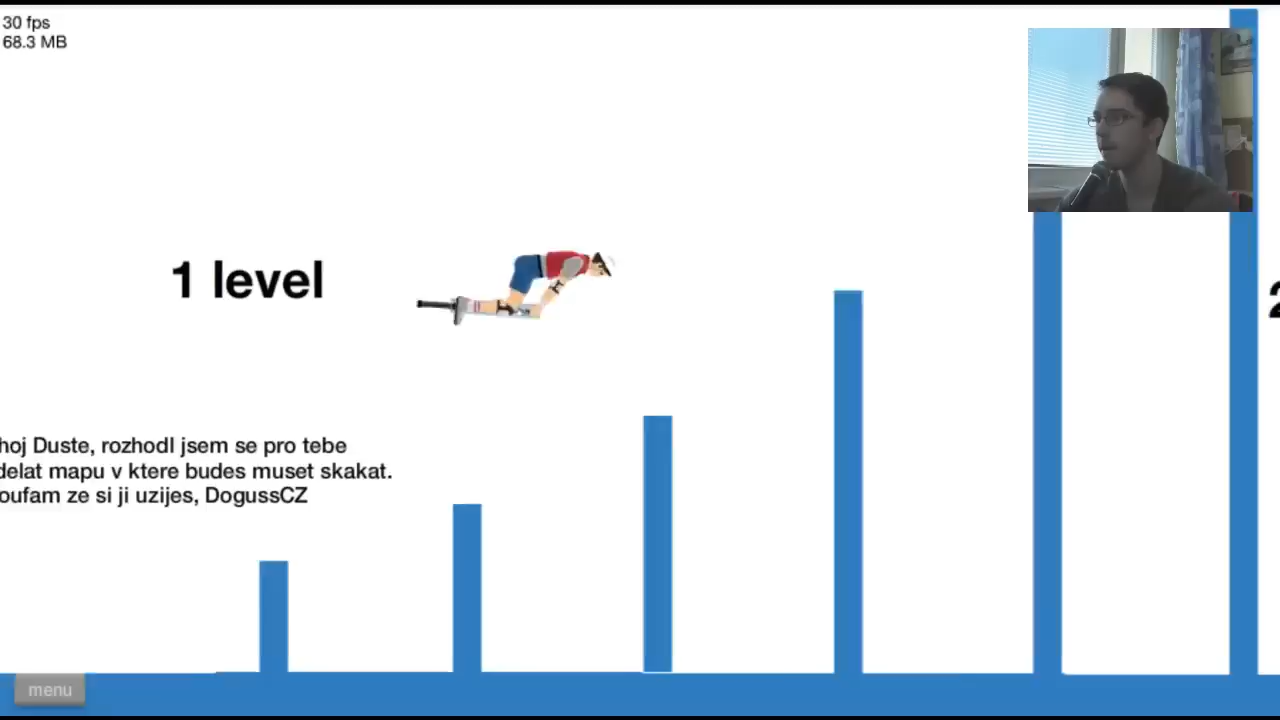 30 fps
68.3 MB
1 level
hoj Duste, rozhodl jsem se pro tebe
delat mapu v ktere budes muset skakat.
oufam ze si ji uzijes, DogussCZ
menu